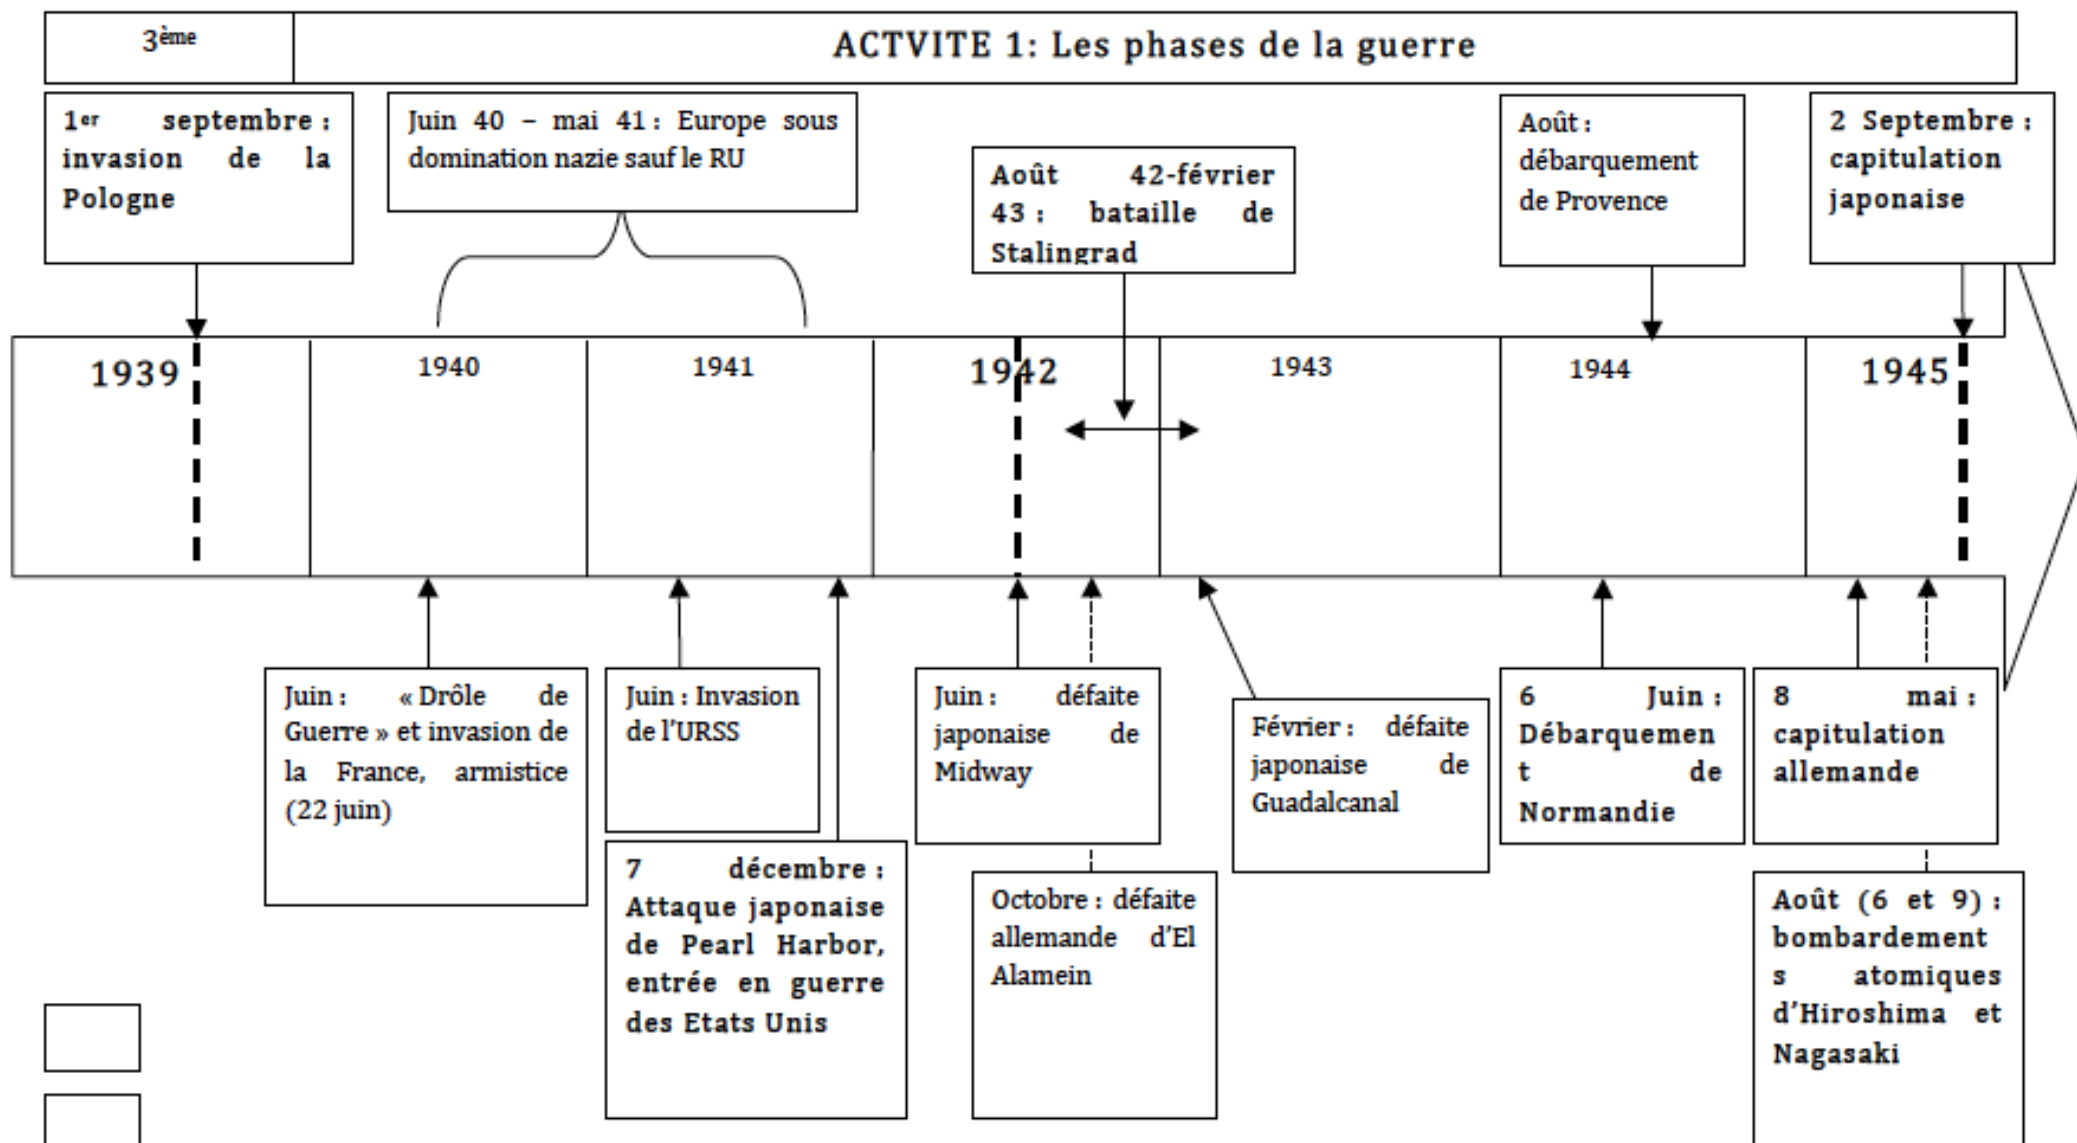 3ème
ACTVITE 1: Les phases de la guerre
1er septembre :
invasion de la
Pologne
Juin 40 – mai 41 : Europe sous
domination nazie sauf le RU
Août 42-février
43 : bataille de
Stalingrad
Août :
débarquement
de Provence
2 Septembre :
capitulation
japonaise
1939
1940
1941
1942
1943
1944
1945
Juin : « Drôle de
Guerre » et invasion de
la France, armistice
(22 juin)
Juin : Invasion
de l’URSS
7 décembre :
Attaque japonaise
de Pearl Harbor,
entrée en guerre
des Etats Unis
Juin : défaite
japonaise de
Midway
Octobre : défaite
allemande d’El
Alamein
Février : défaite
japonaise de
Guadalcanal
6 Juin :
Débarquemen
t de
Normandie
8 mai :
capitulation
allemande
Août (6 et 9) :
bombardement
s atomiques
d’Hiroshima et
Nagasaki